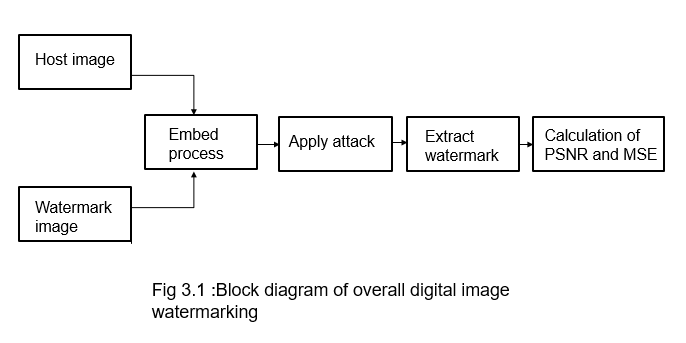 Host image
Embed
process
Apply attack
Extract
watermark
Calculation of
PSNR and MSE
Watermark
image
Fig 3.1 :Block diagram of overall digital image
watermarking